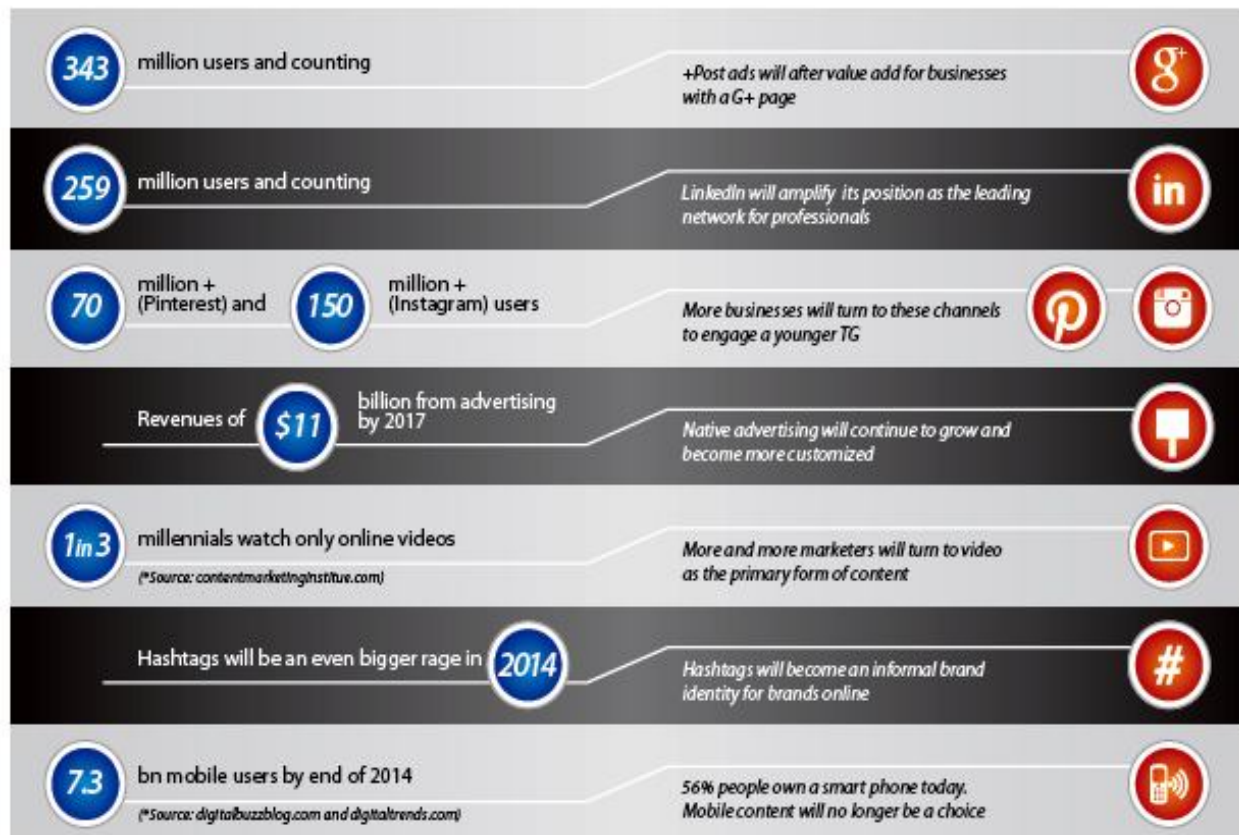 343
million users and counting
+Post ads will after value add for businesses
with a G+ page
g+
259
million users and counting
LinkedIn will amplify its position as the leading
network for professionals
in
70
million +
(Pinterest) and
150
million +
(Instagram) users
More businesses will turn to these channels
to engage a younger TG
Revenues of
$11
billion from advertising
by 2017
Native advertising will continue to grow and
become more customized
1 in 3
millennials watch only online videos
(*Source: contentmarketinginstitue.com)
More and more marketers will turn to video
as the primary form of content
Hashtags will be an even bigger rage in
2014
Hashtags will become an informal brand
identity for brands online
#
7.3
bn mobile users by end of 2014
(*Source: digitalbuzzblog.com and digitaltrends.com)
56% people own a smart phone today.
Mobile content will no longer be a choice